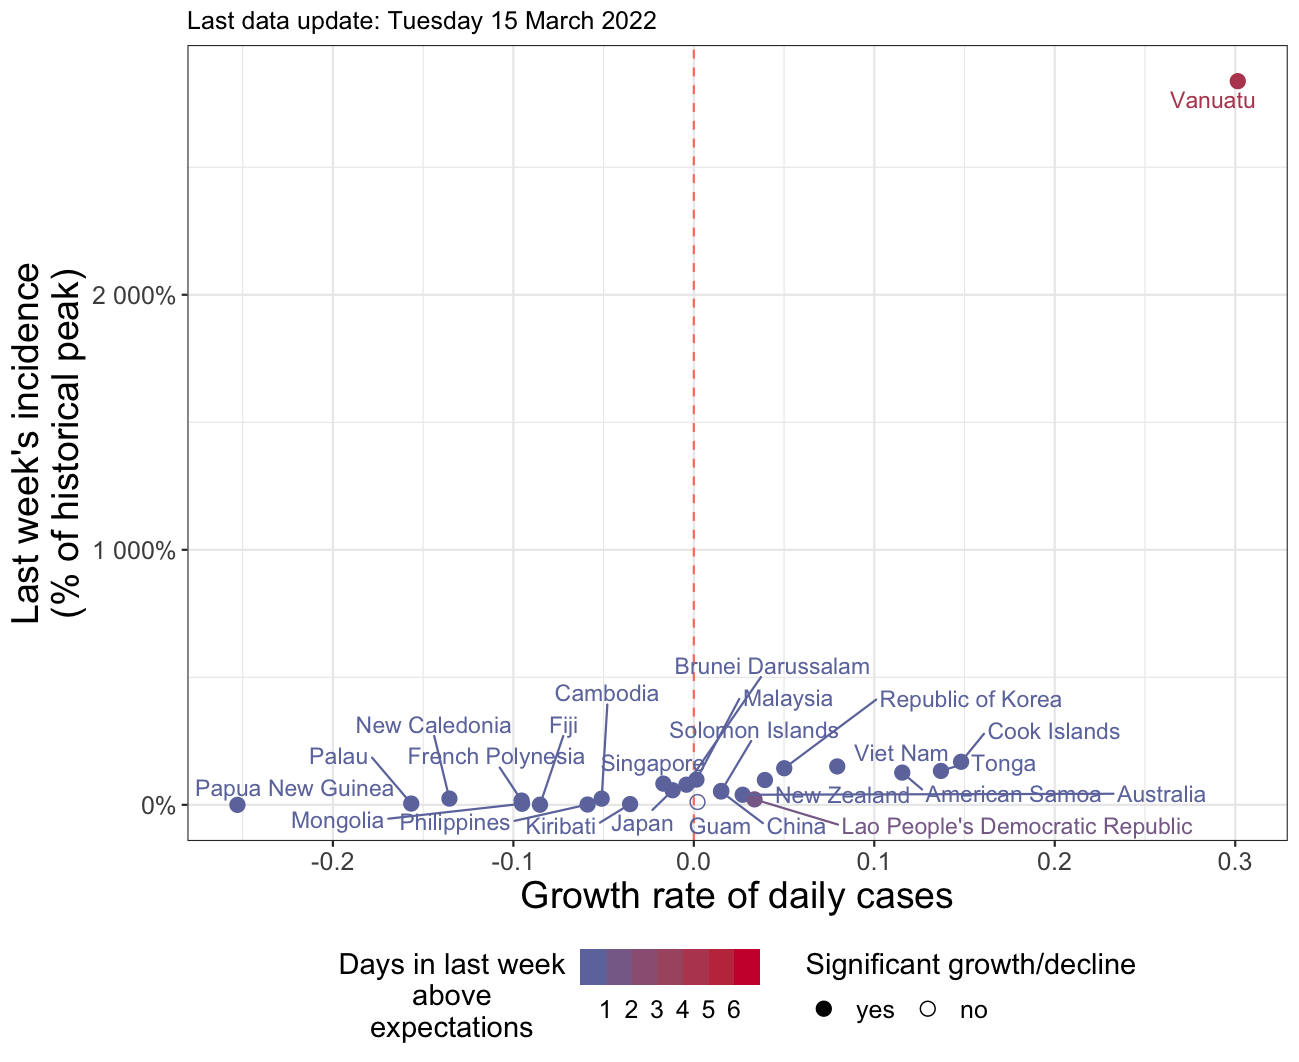 Last data update: Tuesday 15 March 2022
Vanuatu
Last week's incidence
(% of historical peak)
2 000%
1 000%
0%
Brunei Darussalam
Cambodia
Malaysia
Republic of Korea
New Caledonia
Fiji
Solomon Islands
Cook Islands
Palau
French Polynesia
Singapore
Viet Nam
Tonga
Papua New Guinea
New Zealand
American Samoa
Australia
Mongolia
Philippines
Kiribati
Japan
Guam
China
Lao People's Democratic Republic
-0.2
-0.1
0.0
0.1
0.2
0.3
Growth rate of daily cases
Days in last week
above
expectations
1 2 3 4 5 6
Significant growth/decline
yes no